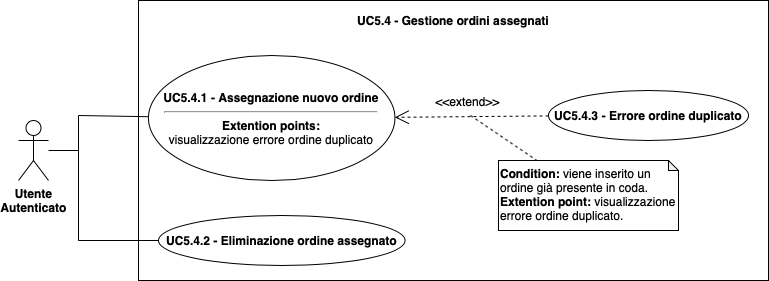 UC5.4 - Gestione ordini assegnati
UC5.4.1 - Assegnazione nuovo ordine
Extention points:
visualizzazione errore ordine duplicato
<<extend>>
UC5.4.3 - Errore ordine duplicato
Condition: viene inserito un
ordine già presente in coda.
Extention point: visualizzazione
errore ordine duplicato.
Utente
Autenticato
UC5.4.2 - Eliminazione ordine assegnato